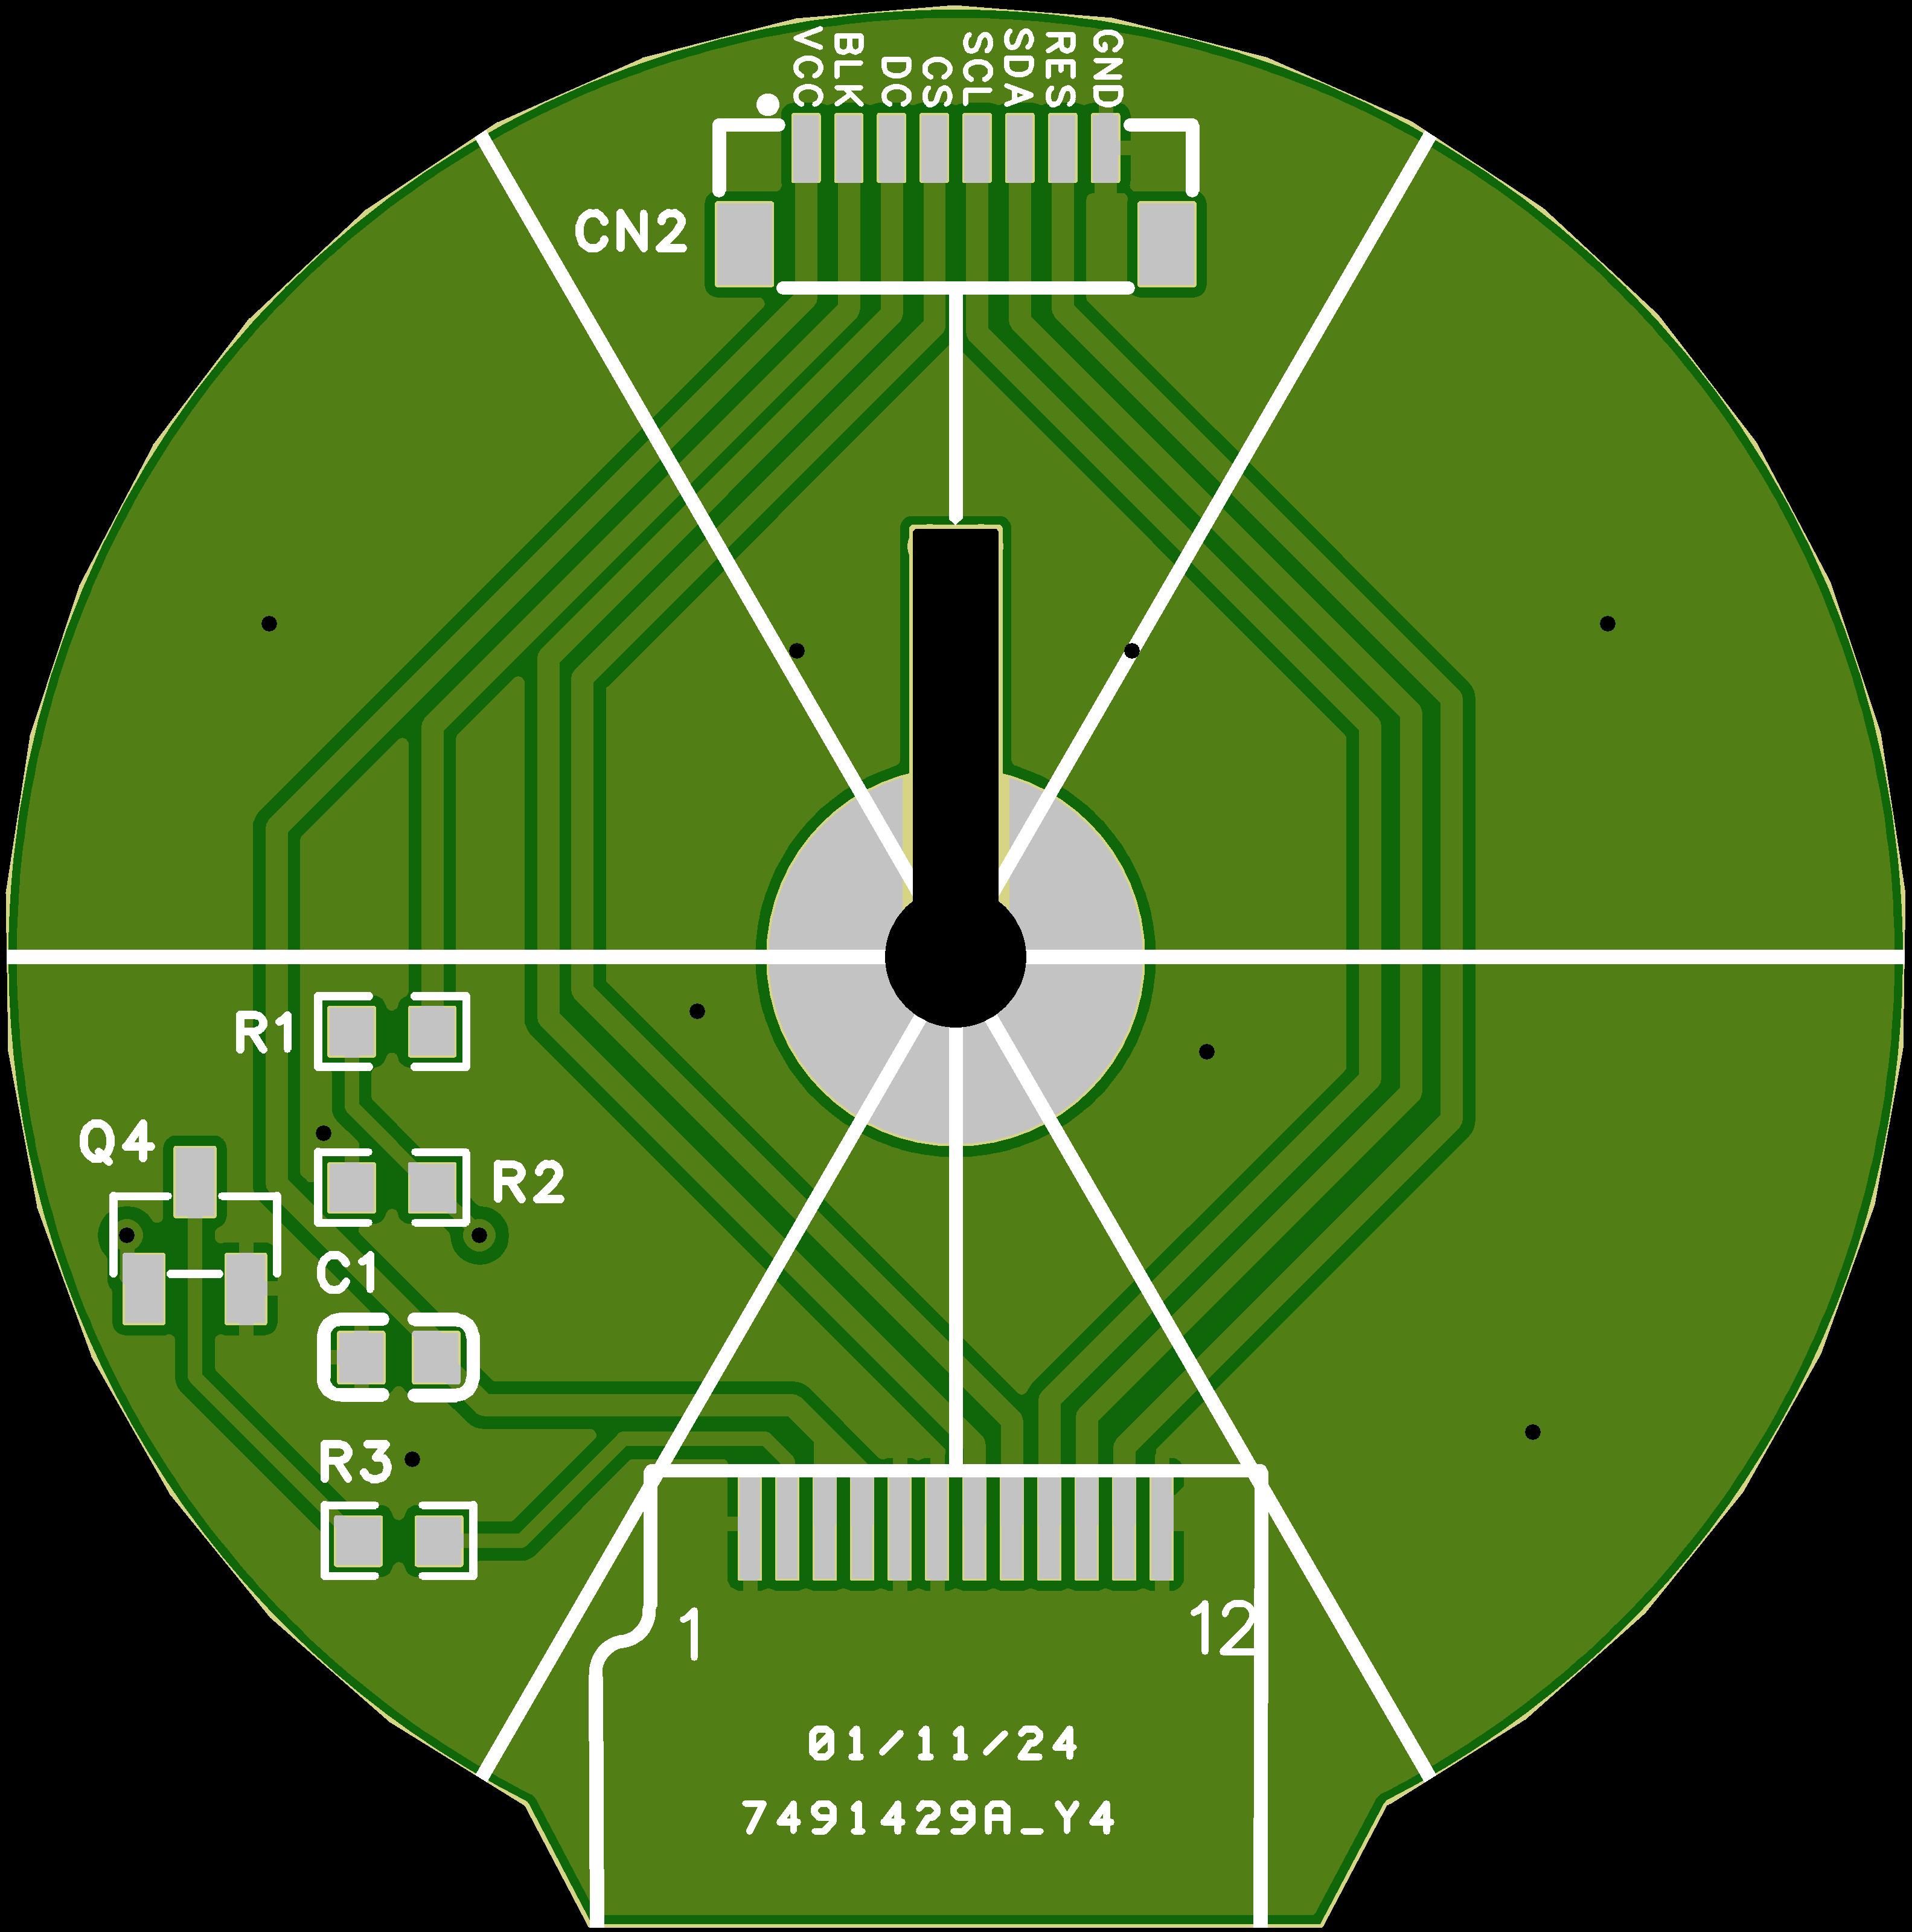 VCC
BLK
DC
CS
SCL
SDA
RES
GND
CN2
R1
Q4
R2
C1
R3
1
12
01/11/24
7491429A_Y4